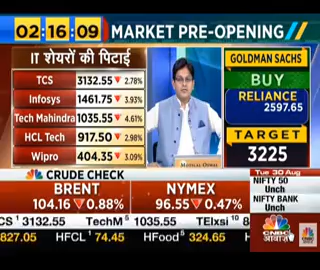 02:16:09
MARKET PRE-OPENING
IT शेयरों की पिटाई
TCS 3132.55 2.78%
Infosys 1461.75 3.93%
Tech Mahindra 1035.55 4.61%
HCL Tech 917.50 2.98%
Wipro 404.35 3.09%
MOTILAL OSWAL
GOLDMAN SACHS
BUY
RELIANCE
2597.65
TARGET
3225
CRUDE CHECK
BRENT
104.16 0.88%
NYMEX
96.55 0.47%
Tue 30 Aug
NIFTY 50
Unch
NIFTY BANK
Unch
CS 3132.55 TechM 5 1035.55 TElxsi 10
827.05 HFCL 74.45 HFood 324.65
CNBC
आवाज़